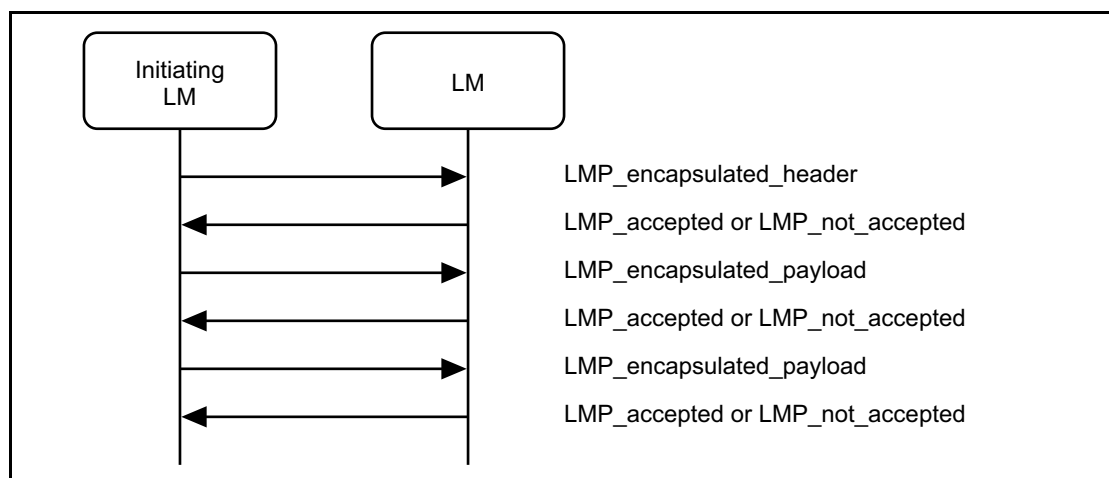 Initiating
LM
LM
LMP_encapsulated_header
LMP_accepted or LMP_not_accepted
LMP_encapsulated_payload
LMP_accepted or LMP_not_accepted
LMP_encapsulated_payload
LMP_accepted or LMP_not_accepted